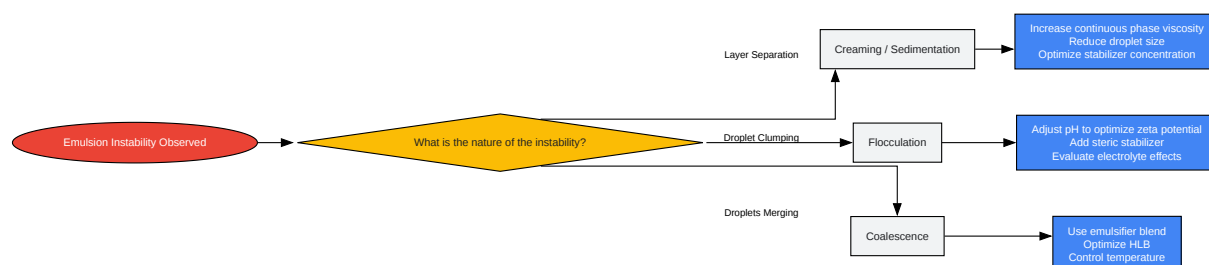 Emulsion Instability Observed
What is the nature of the instability?
Layer Separation
Creaming / Sedimentation
Increase continuous phase viscosity
Reduce droplet size
Optimize stabilizer concentration
Droplet Clumping
Flocculation
Adjust pH to optimize zeta potential
Add steric stabilizer
Evaluate electrolyte effects
Droplets Merging
Coalescence
Use emulsifier blend
Optimize HLB
Control temperature